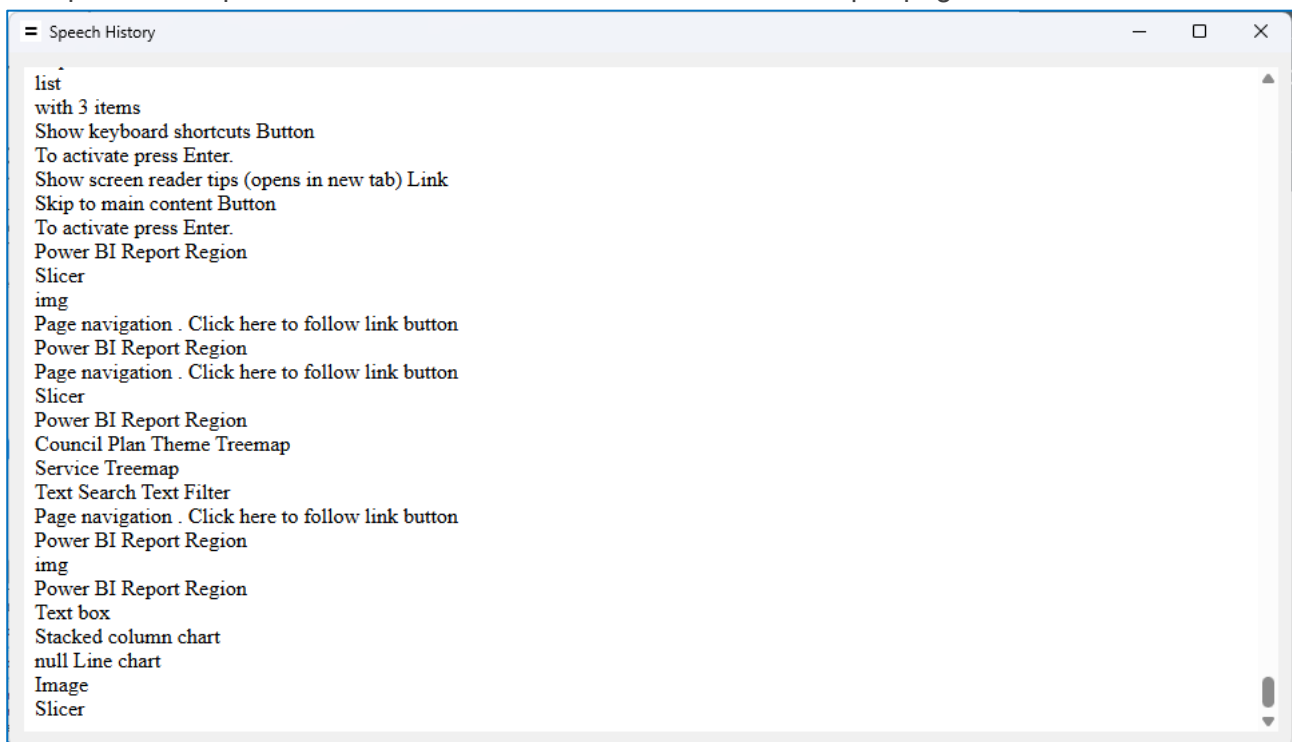 Speech History
list
with 3 items
Show keyboard shortcuts Button
To activate press Enter.
Show screen reader tips (opens in new tab) Link
Skip to main content Button
To activate press Enter.
Power BI Report Region
Slicer
img
Page navigation . Click here to follow link button
Power BI Report Region
Page navigation . Click here to follow link button
Slicer
Power BI Report Region
Council Plan Theme Treemap
Service Treemap
Text Search Text Filter
Page navigation . Click here to follow link button
Power BI Report Region
img
Power BI Report Region
Text box
Stacked column chart
null Line chart
Image
Slicer